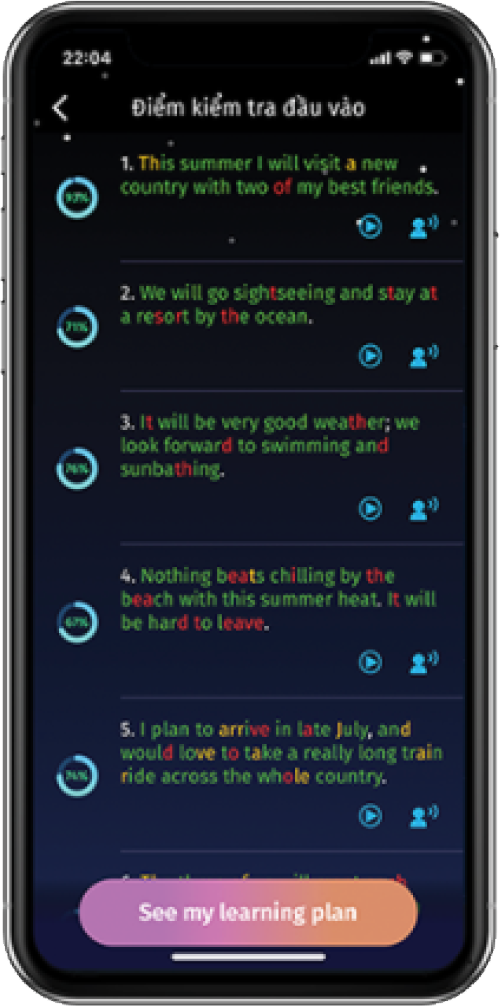 22:04
Điểm kiểm tra đầu vào
1. This summer I will visit a new
country with two of my best friends.
2. We will go sightseeing and stay at
71%
a resort by the ocean.
3. It will be very good weather; we
look forward to swimming and
76%
sunbathing.
4. Nothing beats chilling by the
beach with this summer heat. It will
67%
be hard to leave.
5. I plan to arrive in late July, and
would love to take a really long train
74%
ride across the whole country.
See my learning plan